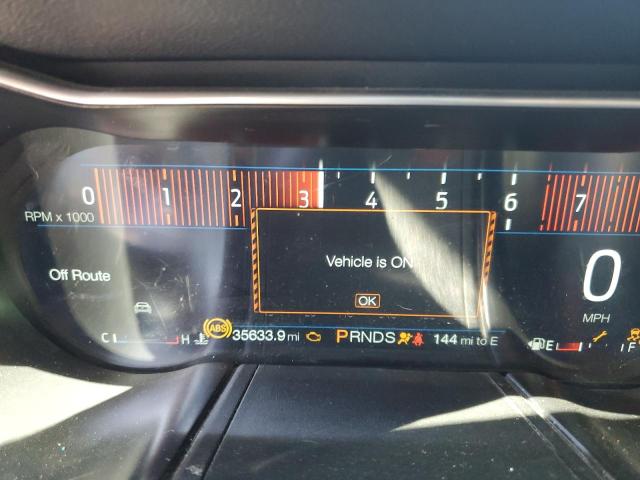 0 1 2 3 4 5 6 7
RPM x 1000
Vehicle is ON
Off Route
0
OK
MPH
C H ABS 35633.9 mi PRNDS 144 mi to E E F